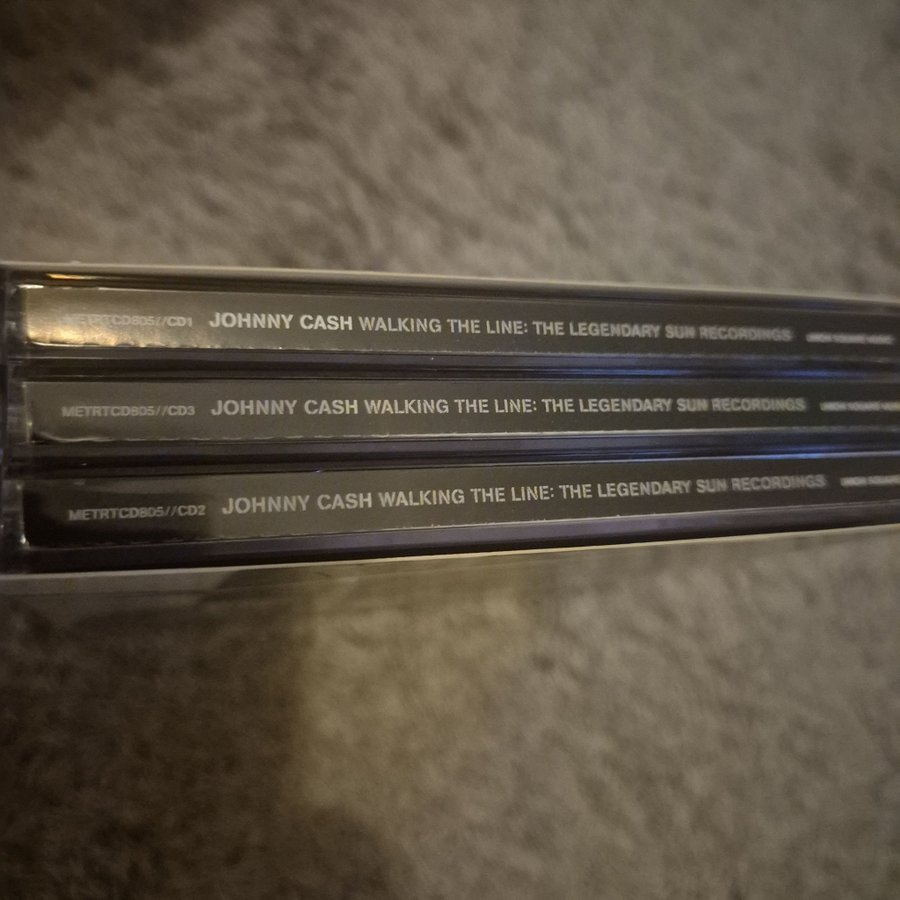 METRTCD805//CD1 JOHNNY CASH WALKING THE LINE: THE LEGENDARY SUN RECORDINGS
METRTCD805//CD3 JOHNNY CASH WALKING THE LINE: THE LEGENDARY SUN RECORDINGS
METRTCD805//CD2 JOHNNY CASH WALKING THE LINE: THE LEGENDARY SUN RECORDINGS